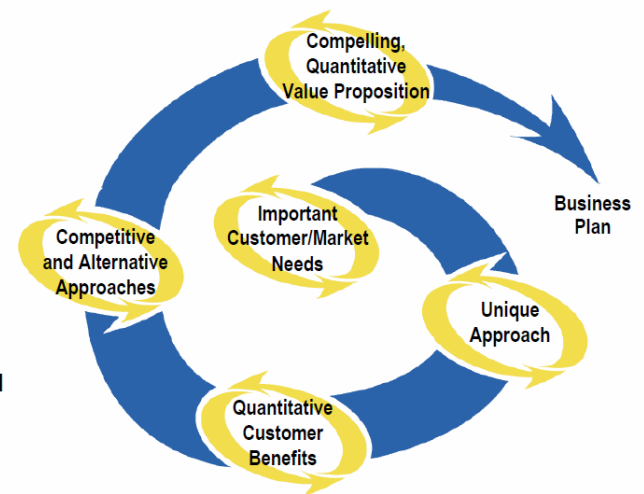 Compelling,
Quantitative
Value Proposition
Business
Plan
Important
Customer/Market
Needs
Competitive
and Alternative
Approaches
Unique
Approach
Quantitative
Customer
Benefits